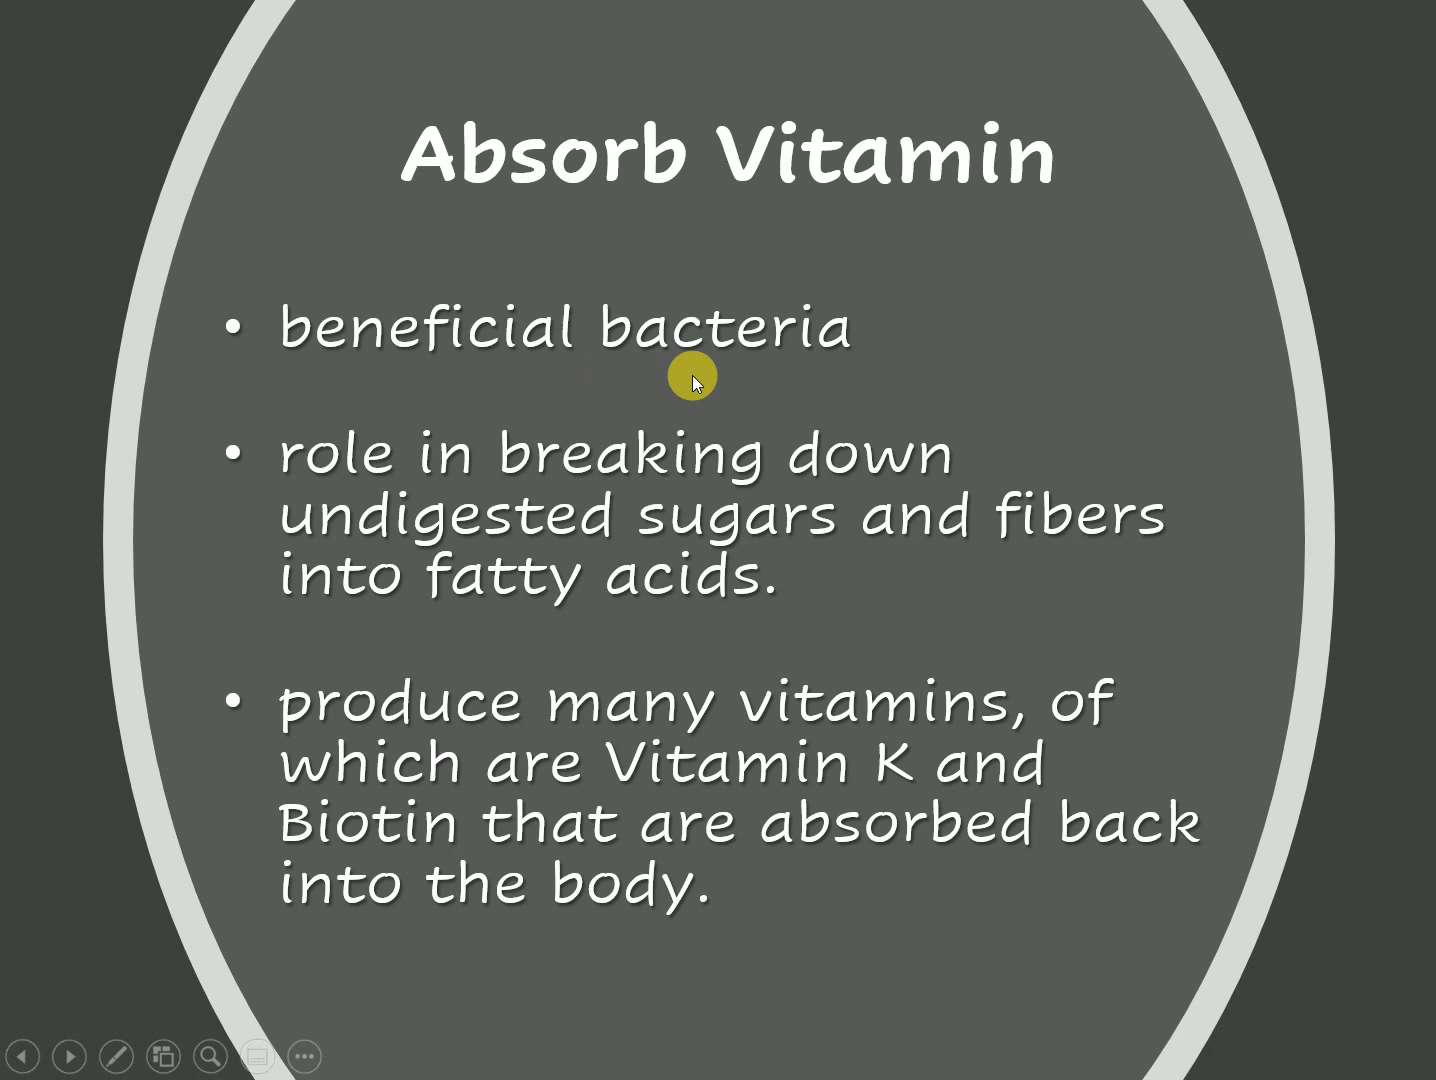 Absorb Vitamin
• beneficial bacteria
• role in breaking down
undigested sugars and fibers
into fatty acids.
• produce many vitamins, of
which are Vitamin K and
Biotin that are absorbed back
into the body.